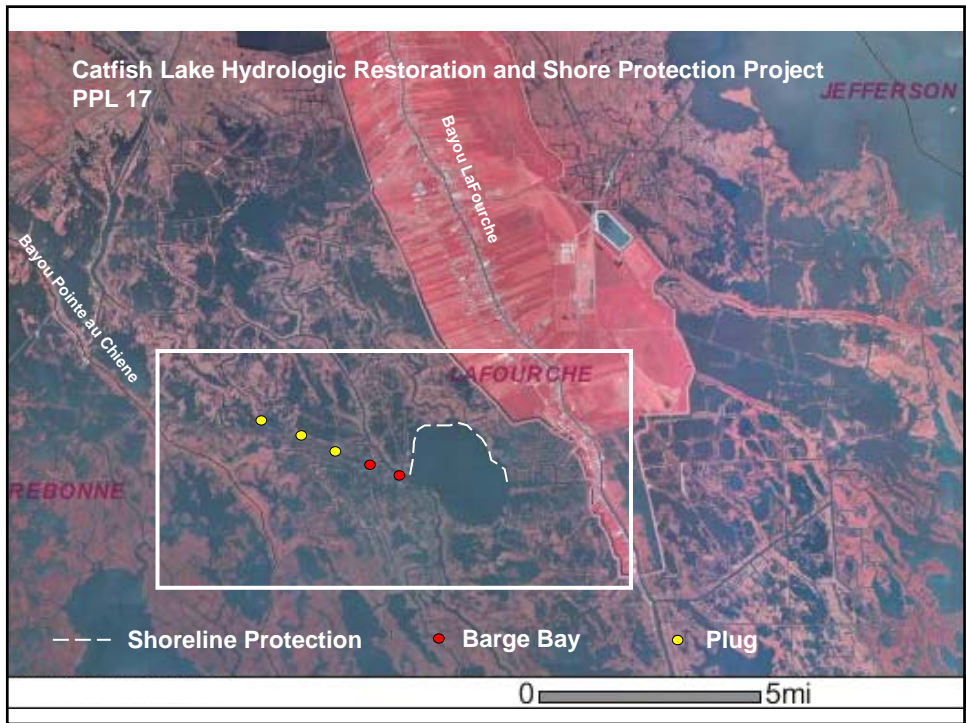 Catfish Lake Hydrologic Restoration and Shore Protection Project
PPL 17
JEFFERSON
Bayou LaFourche
Bayou Pointe au Chiene
LAFOURCHE
REBONNE
Shoreline Protection
Barge Bay
Plug
0 5mi